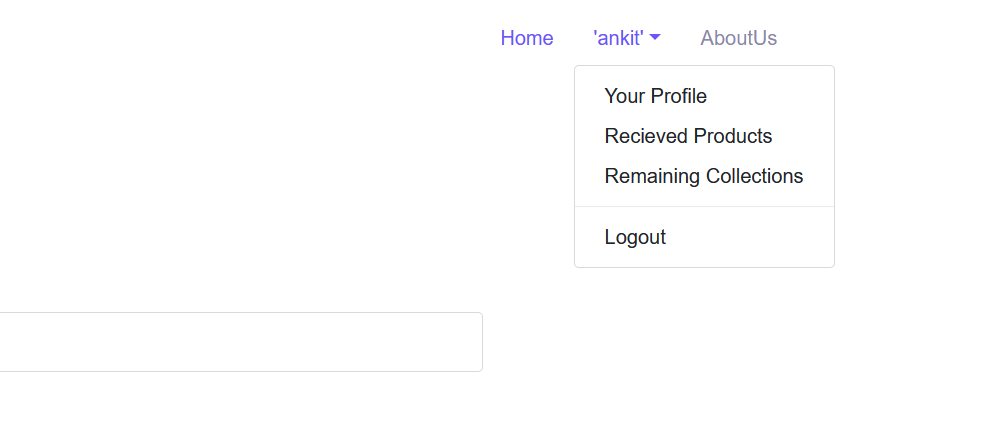 Home 'ankit' AboutUs
Your Profile
Recieved Products
Remaining Collections
Logout